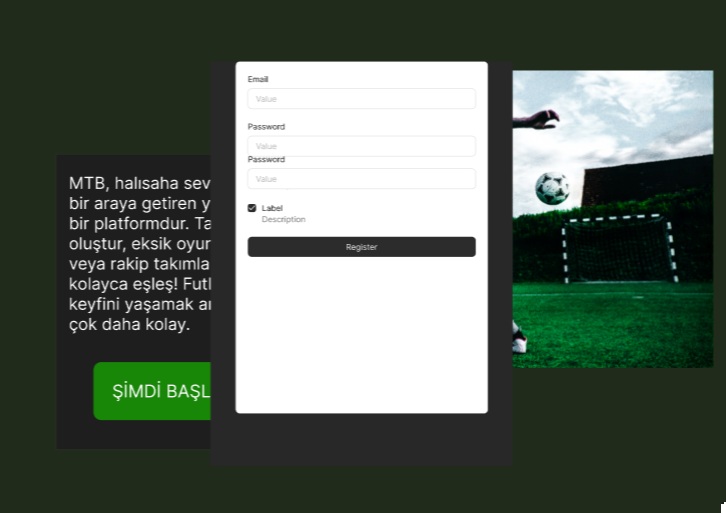 Email
Value
Password
Value
Password
Value
Label
Description
Register
MTB, halısaha sev
bir araya getiren y
bir platformdur. Ta
oluştur, eksik oyur
veya rakip takımla
kolayca eşleş! Futl
keyfini yaşamak ar
çok daha kolay.
ŞİMDİ BAŞL